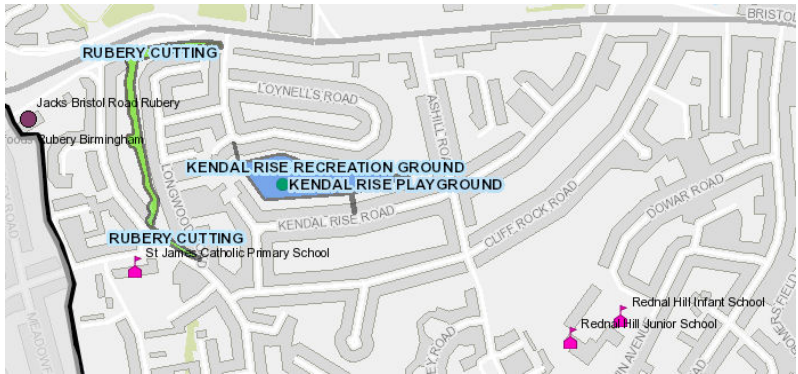 BRISTOL
RUBERY CUTTING
LOYNELLS ROAD
Jacks Bristol Road Rubery
ASHILL ROAD
foods Rubery Birmingham
KENDAL RISE RECREATION GROUND
KENDAL RISE PLAYGROUND
LONGWOOD
DOWAR ROAD
KENDAL RISE ROAD
CLIFF ROCK ROAD
RUBERY CUTTING
St James Catholic Primary School
Rednal Hill Infant School
Rednal Hill Junior School